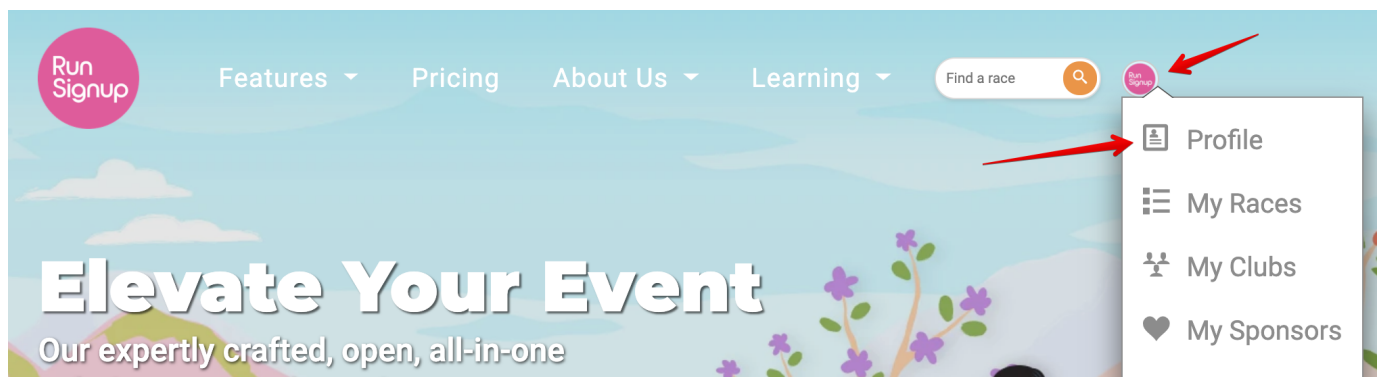 Run
Signup
Features
Pricing
About Us
Learning
Find a race
Run
Signup
Profile
My Races
My Clubs
My Sponsors
Elevate Your Event
Our expertly crafted, open, all-in-one